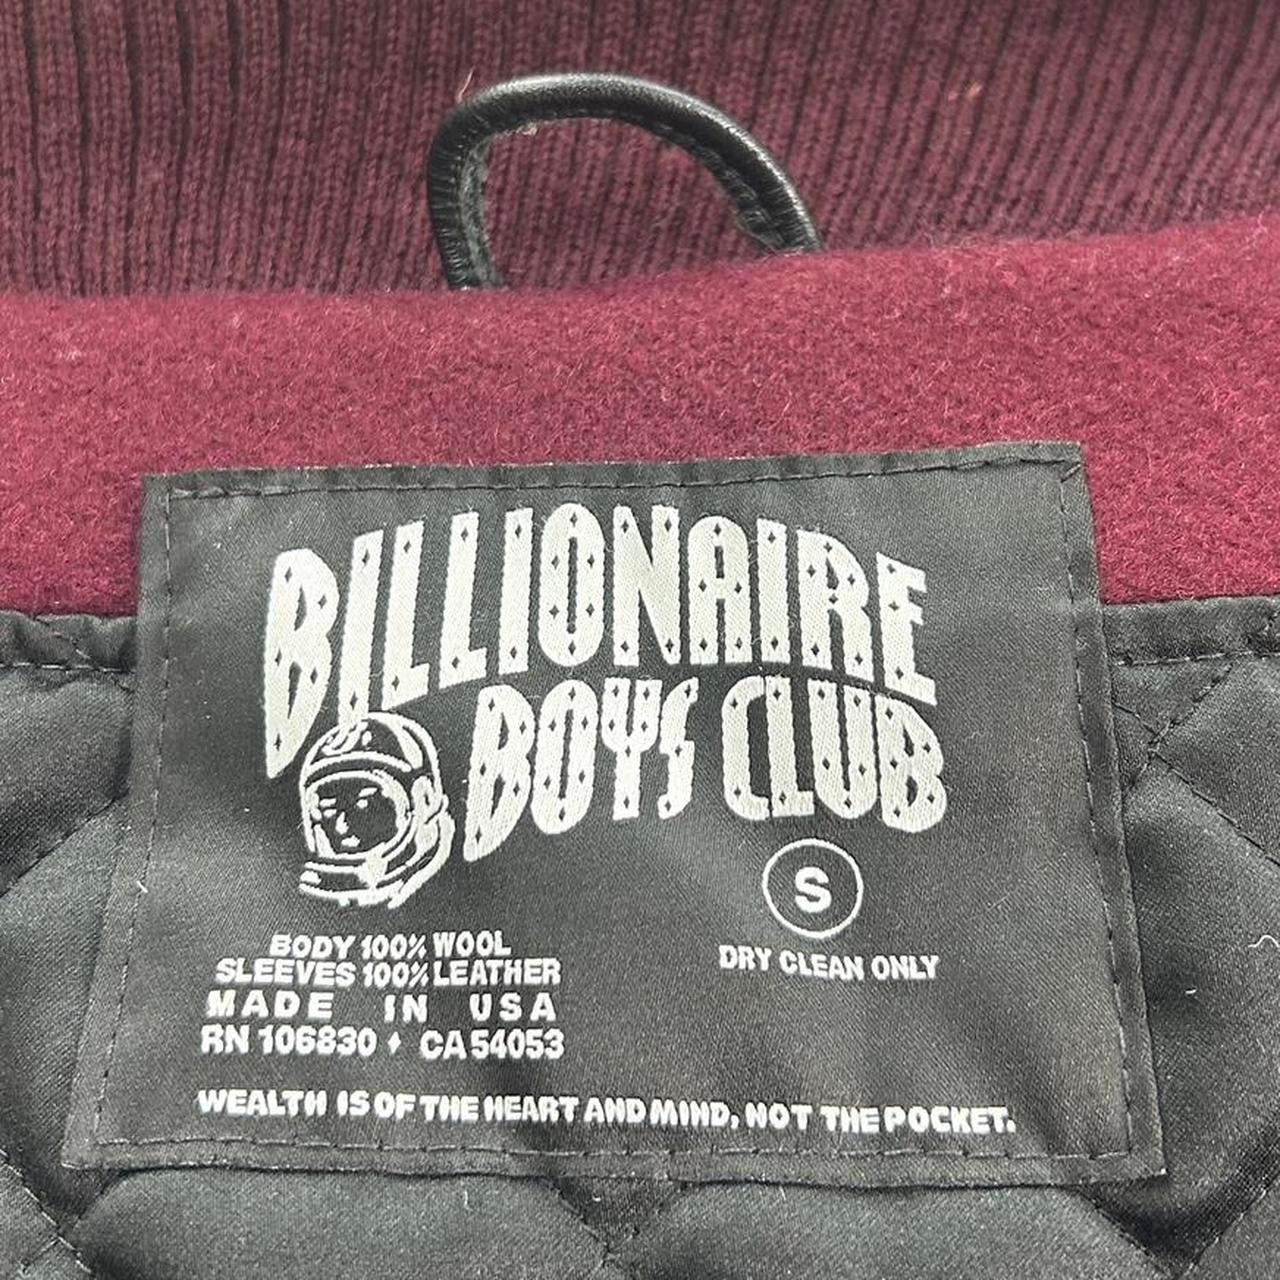 BILLIONAIRE
BOYS CLUB
S
DRY CLEAN ONLY
BODY 100% WOOL
SLEEVES 100% LEATHER
MADE IN USA
RN 106830 ♦ CA 54053
WEALTH IS OF THE HEART AND MIND, NOT THE POCKET.